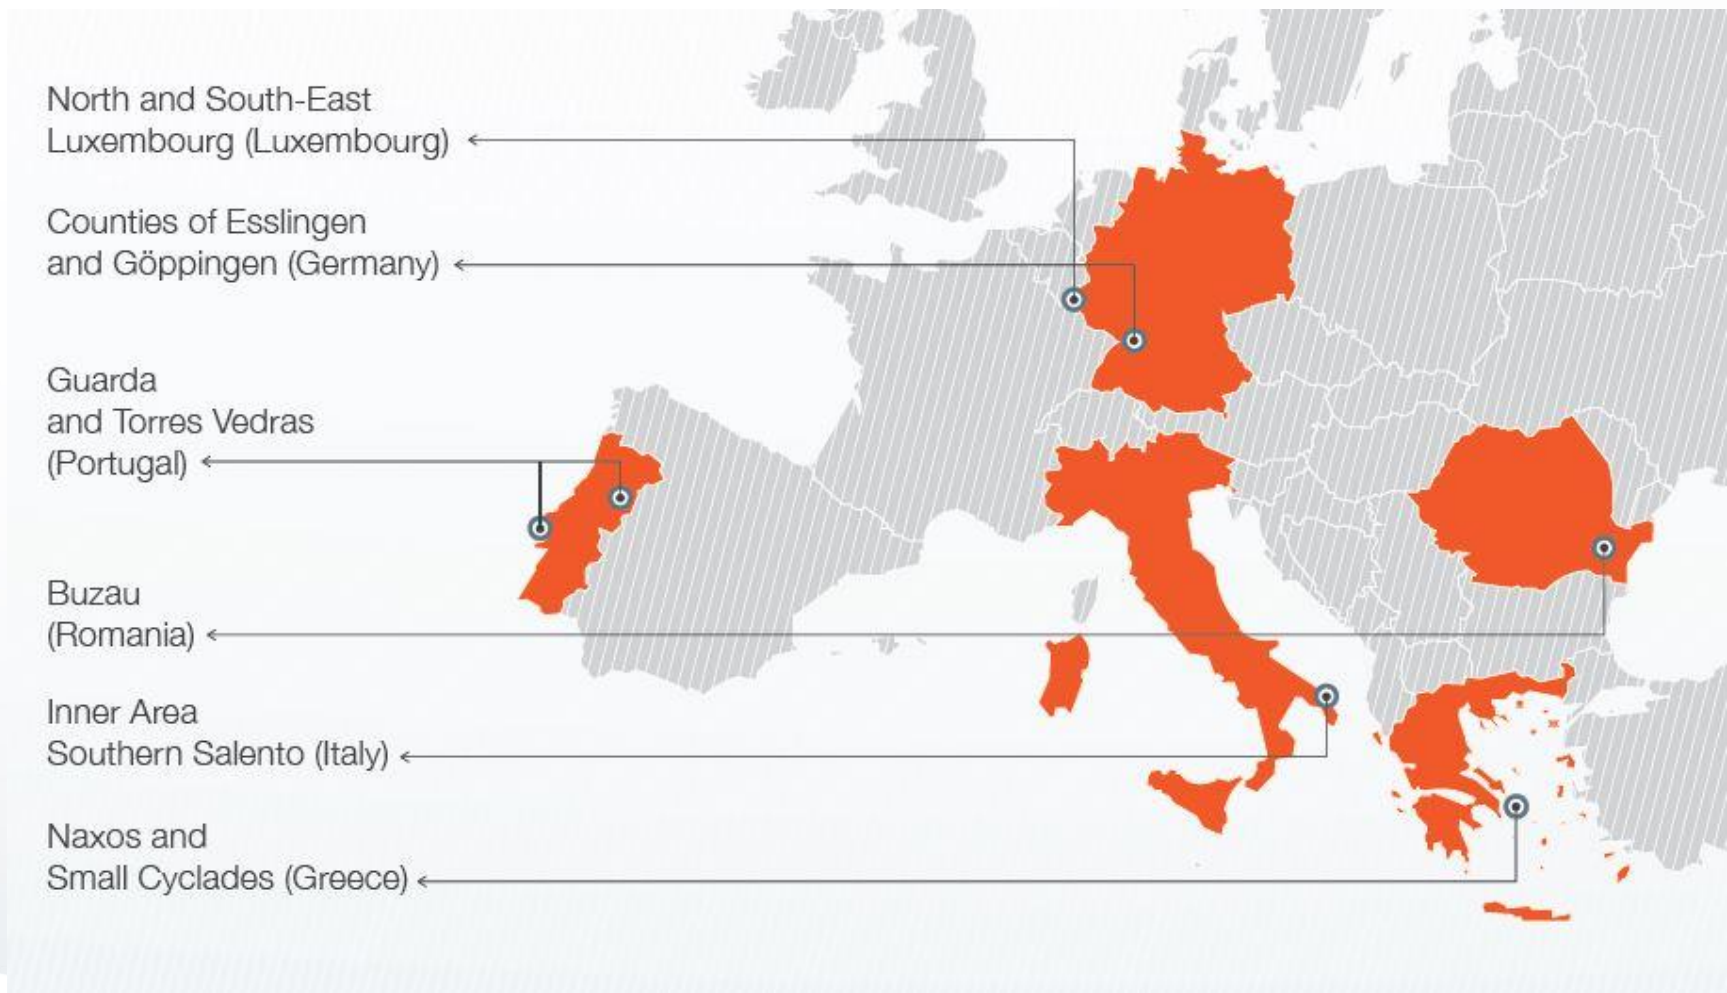 North and South-East
Luxembourg (Luxembourg)
Counties of Esslingen
and Göppingen (Germany)
Guarda
and Torres Vedras
(Portugal)
Buzau
(Romania)
Inner Area
Southern Salento (Italy)
Naxos and
Small Cyclades (Greece)